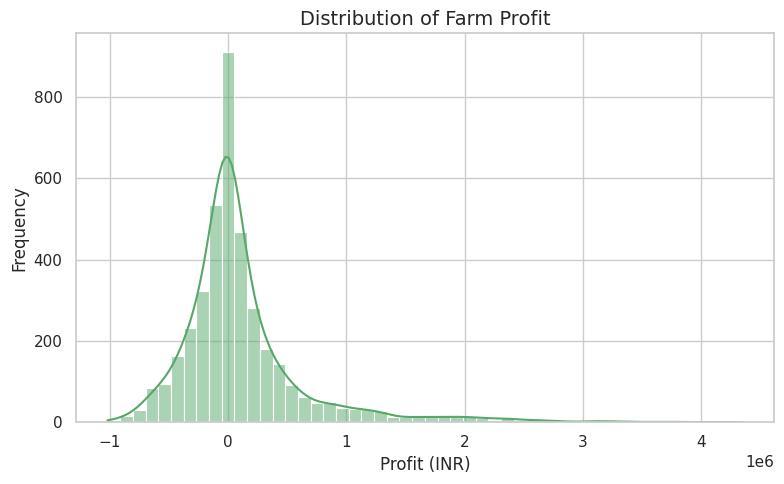 Distribution of Farm Profit
Frequency
800
600
400
200
0
−1
0
1
2
3
4
1e6
Profit (INR)